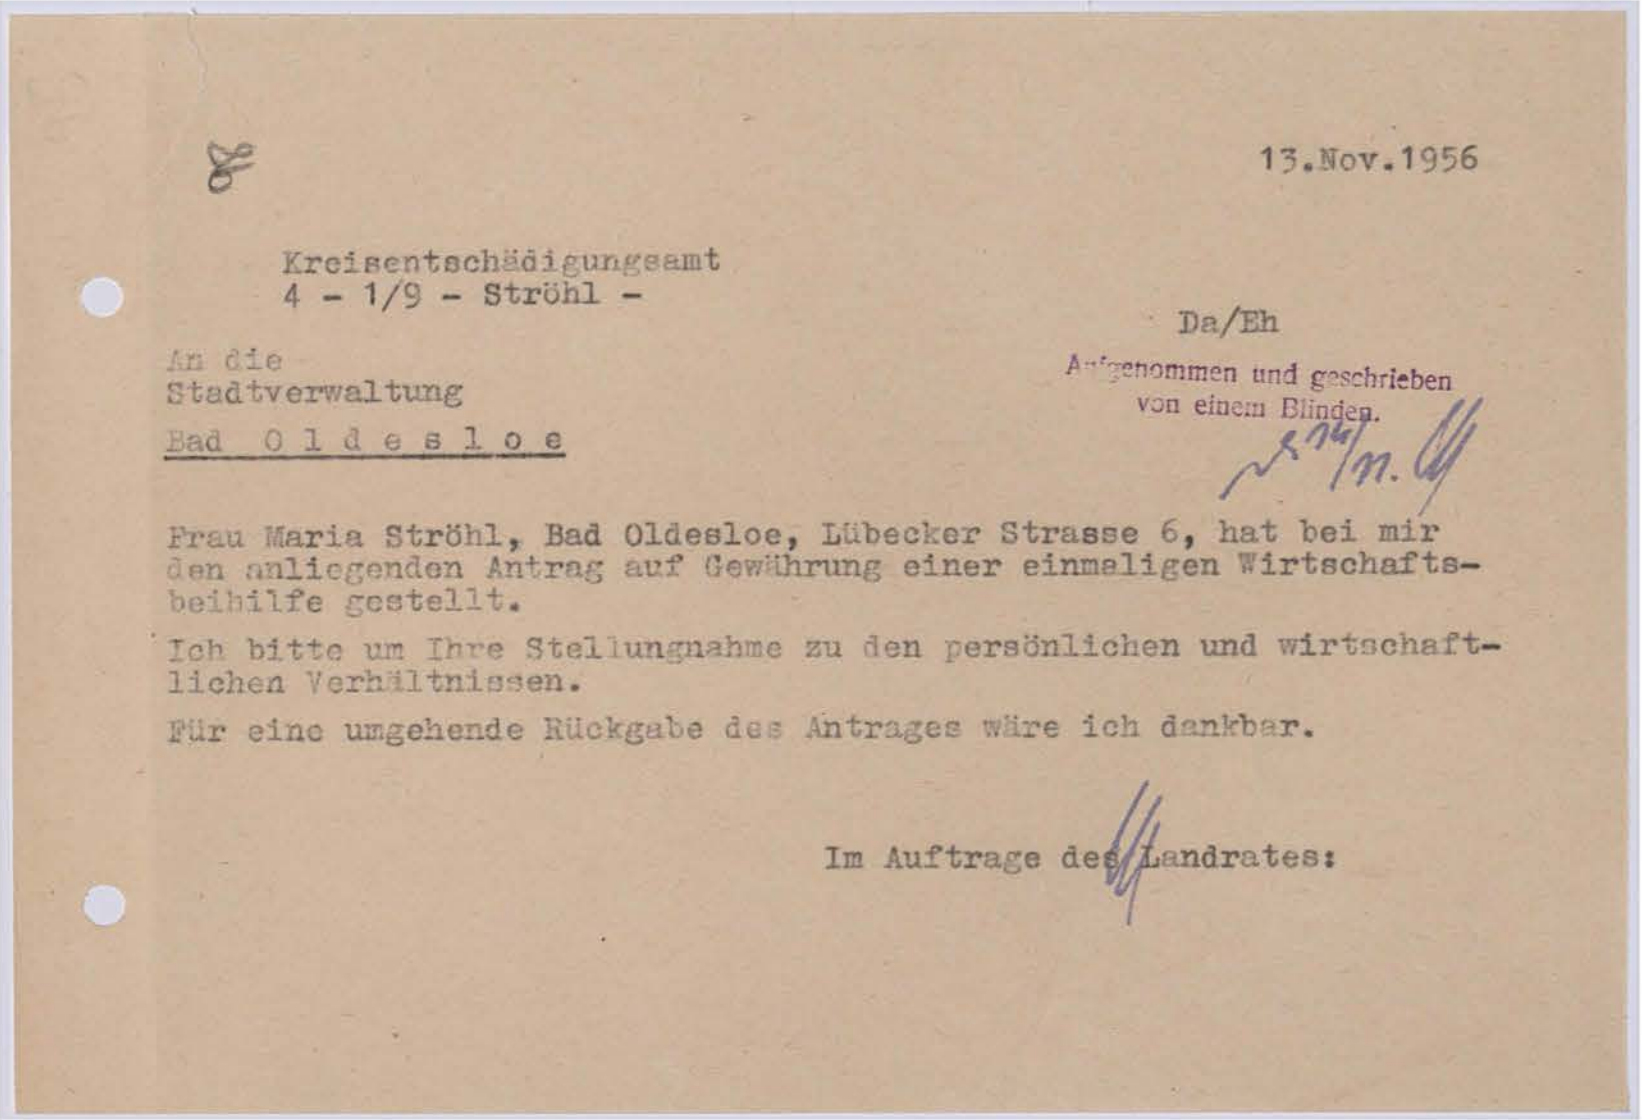 13.Nov.1956
Kreisentschädigungsamt
4 - 1/9 - Ströhl -
Da/Eh
An die
Stadtverwaltung
Bad Oldesloe
Aufgenommen und geschrieben
von einem Blinden.
14/11.
Frau Maria Ströhl, Bad Oldesloe, Lübecker Strasse 6, hat bei mir
den anliegenden Antrag auf Gewährung einer einmaligen Wirtschafts-
beihilfe gestellt.
Ich bitte um Ihre Stellungnahme zu den persönlichen und wirtschaft-
lichen Verhältnissen.
Für eine umgehende Rückgabe des Antrages wäre ich dankbar.
Im Auftrage des Landrates: